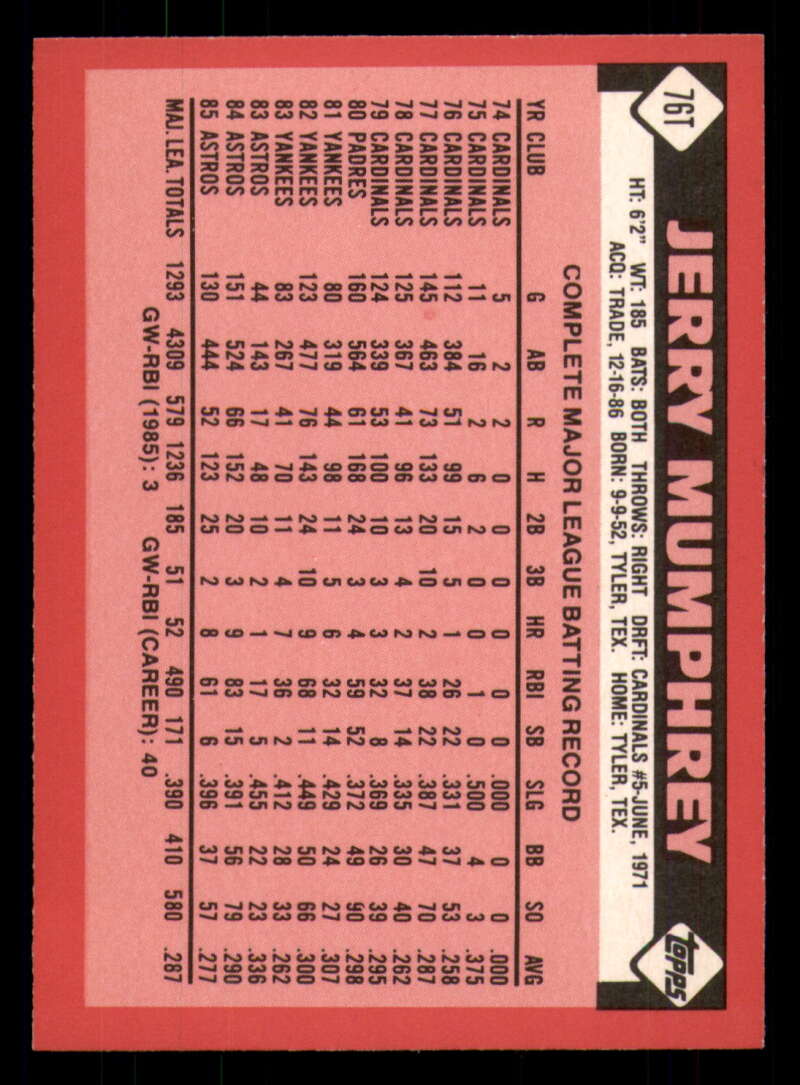 76T JERRY MUMPHREY topps
HT: 6'2" WT: 185 BATS: BOTH THROWS: RIGHT DRFT: CARDINALS #5-JUNE, 1971
ACQ: TRADE, 12-16-86 BORN: 9-9-52, TYLER, TEX. HOME: TYLER, TEX.
COMPLETE MAJOR LEAGUE BATTING RECORD
YR CLUB G AB R H 2B 3B HR RBI SB SLG BB SO AVG
74 CARDINALS 5 2 2 0 0 0 0 0 0 .000 0 0 .000
75 CARDINALS 11 16 2 6 2 0 0 1 0 .500 4 3 .375
76 CARDINALS 112 384 51 99 15 5 1 26 22 .331 37 53 .258
77 CARDINALS 145 463 73 133 20 10 2 38 22 .387 47 70 .287
78 CARDINALS 125 367 41 96 13 4 2 37 14 .335 30 40 .262
79 CARDINALS 124 339 53 100 10 3 3 32 8 .369 26 39 .295
80 PADRES 160 564 61 168 24 3 4 59 52 .372 49 90 .298
81 YANKEES 80 319 44 98 11 5 6 32 14 .429 24 27 .307
82 YANKEES 123 477 76 143 24 10 9 68 11 .449 50 66 .300
83 YANKEES 83 267 41 70 11 4 7 36 2 .412 28 33 .262
83 ASTROS 44 143 17 48 10 2 1 17 5 .455 22 23 .336
84 ASTROS 151 524 66 152 20 3 9 83 15 .391 56 79 .290
85 ASTROS 130 444 52 123 25 2 8 61 6 .396 37 57 .277
MAJ. LEA. TOTALS 1293 4309 579 1236 185 51 52 490 171 .390 410 580 .287
GW-RBI (1985): 3 GW-RBI (CAREER): 40